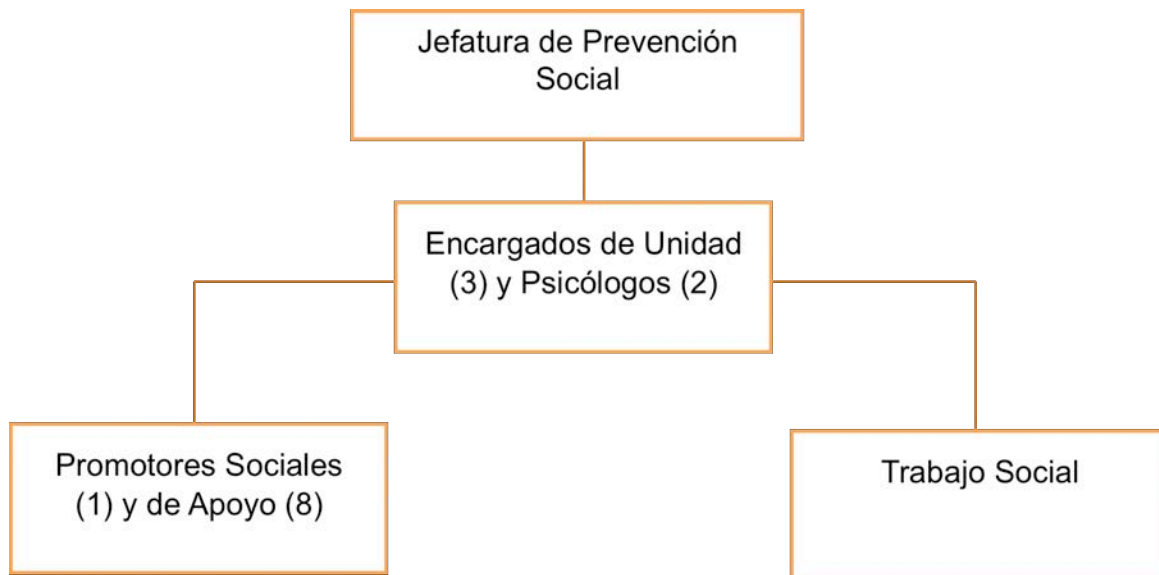 Jefatura de Prevención
Social
Encargados de Unidad
(3) y Psicólogos (2)
Promotores Sociales
(1) y de Apoyo (8)
Trabajo Social